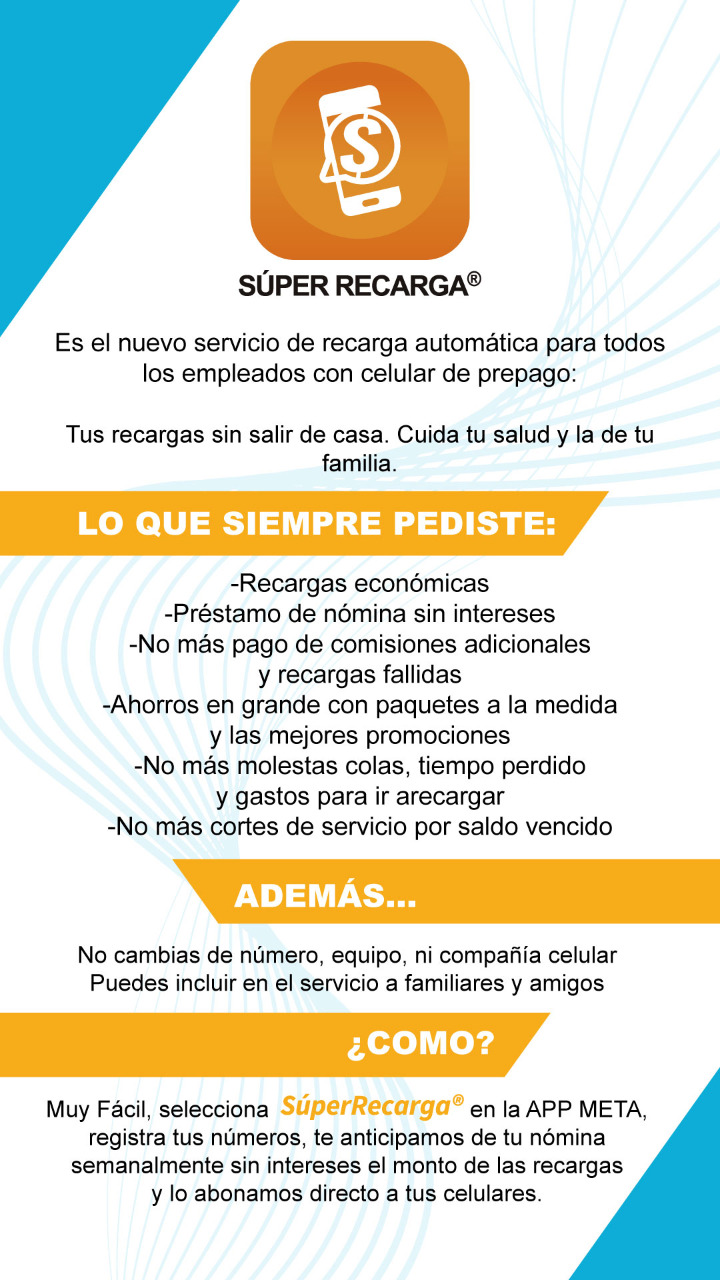 S
SÚPER RECARGA®
Es el nuevo servicio de recarga automática para todos
los empleados con celular de prepago:
Tus recargas sin salir de casa. Cuida tu salud y la de tu
familia.
LO QUE SIEMPRE PEDISTE:
-Recargas económicas
-Préstamo de nómina sin intereses
-No más pago de comisiones adicionales
y recargas fallidas
-Ahorros en grande con paquetes a la medida
y las mejores promociones
-No más molestas colas, tiempo perdido
y gastos para ir arecargar
-No más cortes de servicio por saldo vencido
ADEMÁS...
No cambias de número, equipo, ni compañía celular
Puedes incluir en el servicio a familiares y amigos
¿COMO?
Muy Fácil, selecciona SúperRecarga® en la APP META,
registra tus números, te anticipamos de tu nómina
semanalmente sin intereses el monto de las recargas
y lo abonamos directo a tus celulares.